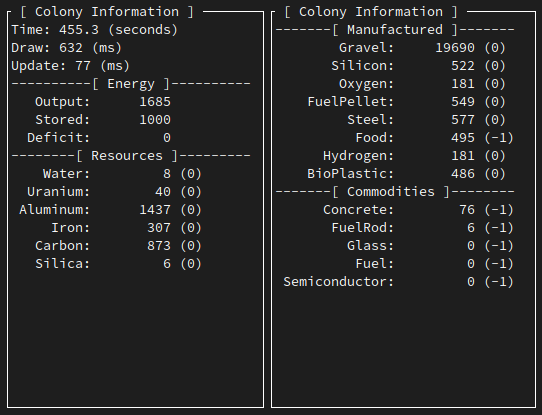 [ Colony Information ]
Time: 455.3 (seconds)
Draw: 632 (ms)
Update: 77 (ms)
---------[ Energy ]----------
Output: 1685
Stored: 1000
Deficit: 0
--------[ Resources ]---------
Water: 8 (0)
Uranium: 40 (0)
Aluminum: 1437 (0)
Iron: 307 (0)
Carbon: 873 (0)
Silica: 6 (0)
[ Colony Information ]
-------[ Manufactured ]-------
Gravel: 19690 (0)
Silicon: 522 (0)
Oxygen: 181 (0)
FuelPellet: 549 (0)
Steel: 577 (0)
Food: 495 (-1)
Hydrogen: 181 (0)
BioPlastic: 486 (0)
-------[ Commodities ]--------
Concrete: 76 (-1)
FuelRod: 6 (-1)
Glass: 0 (-1)
Fuel: 0 (-1)
Semiconductor: 0 (-1)